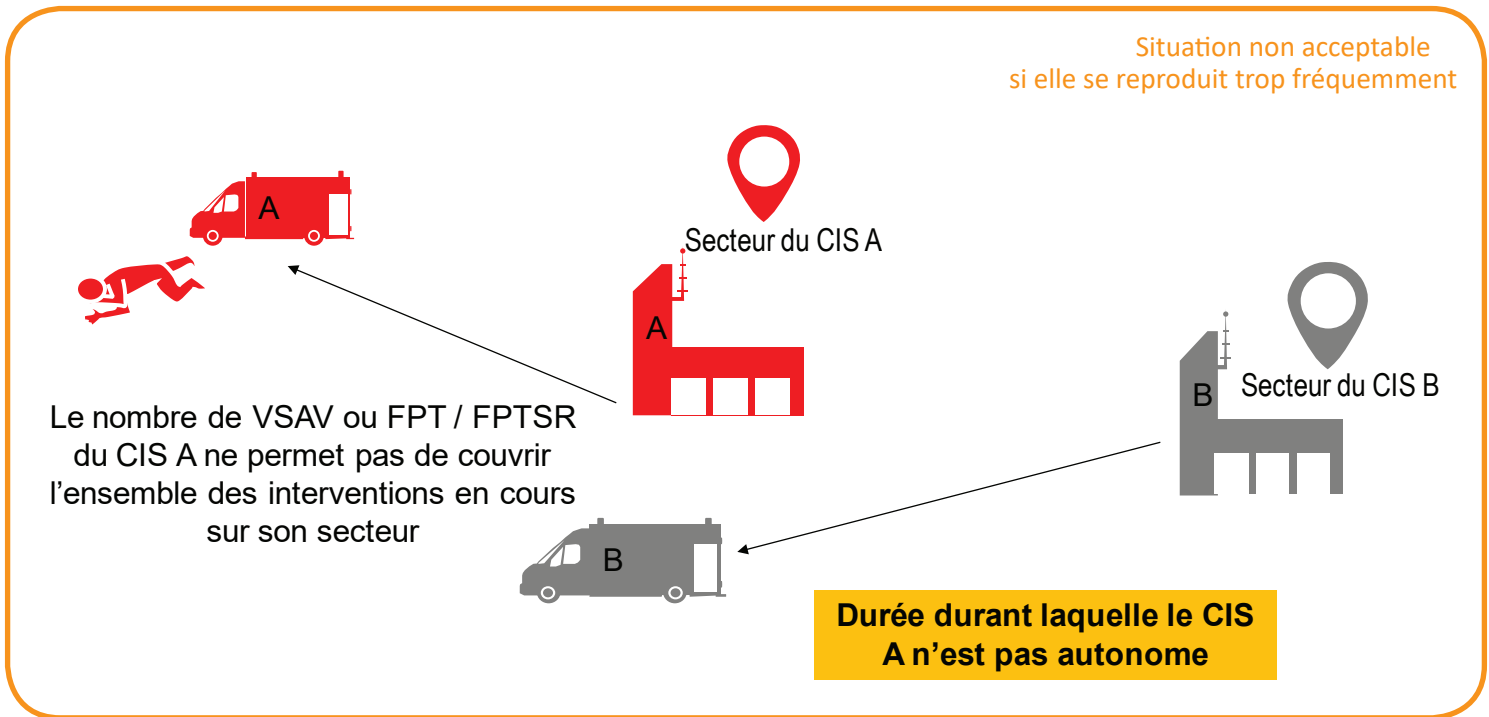 Situation non acceptable
si elle se reproduit trop fréquemment
A
Secteur du CIS A
A
Le nombre de VSAV ou FPT / FPTSR
du CIS A ne permet pas de couvrir
l’ensemble des interventions en cours
sur son secteur
Secteur du CIS B
B
B
Durée durant laquelle le CIS
A n’est pas autonome